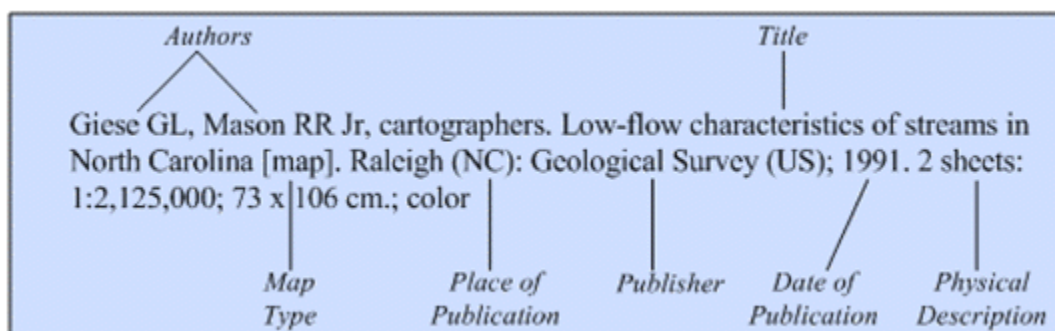 Authors Title
Giese GL, Mason RR Jr, cartographers. Low-flow characteristics of streams in
North Carolina [map]. Raleigh (NC): Geological Survey (US); 1991. 2 sheets:
1:2,125,000; 73 x 106 cm.; color
Map Place of Publisher Date of Physical
Type Publication Publication Description